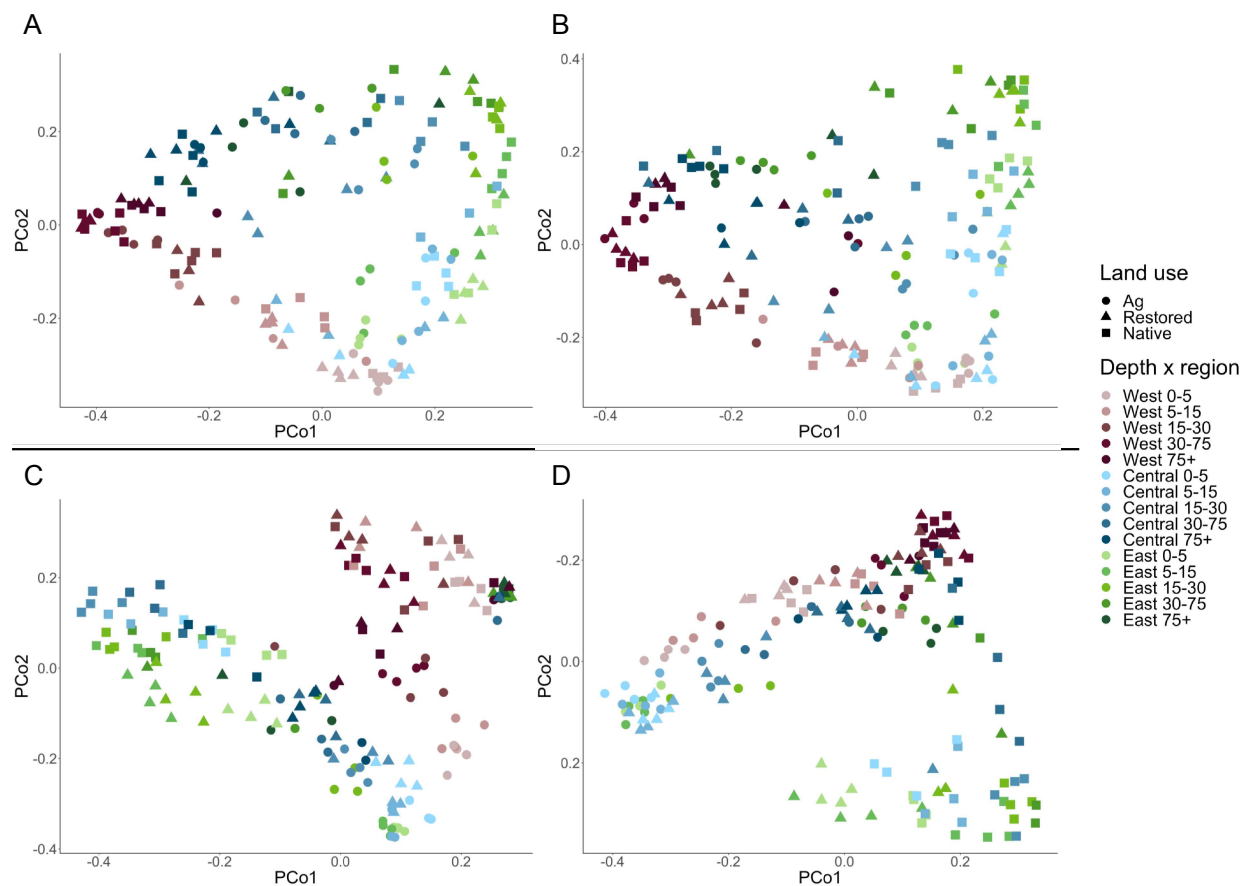 A
B
0.2
0.0
-0.2
PCo2
-0.4
-0.2
0.0
0.2
PCo1
0.4
0.2
0.0
-0.2
PCo2
-0.4
-0.2
0.0
0.2
PCo1
C
D
0.2
0.0
-0.2
-0.4
PCo2
-0.4
-0.2
0.0
0.2
PCo1
-0.2
0.0
0.2
PCo2
-0.4
-0.2
0.0
0.2
PCo1
Land use
Ag
Restored
Native
Depth x region
West 0-5
West 5-15
West 15-30
West 30-75
West 75+
Central 0-5
Central 5-15
Central 15-30
Central 30-75
Central 75+
East 0-5
East 5-15
East 15-30
East 30-75
East 75+